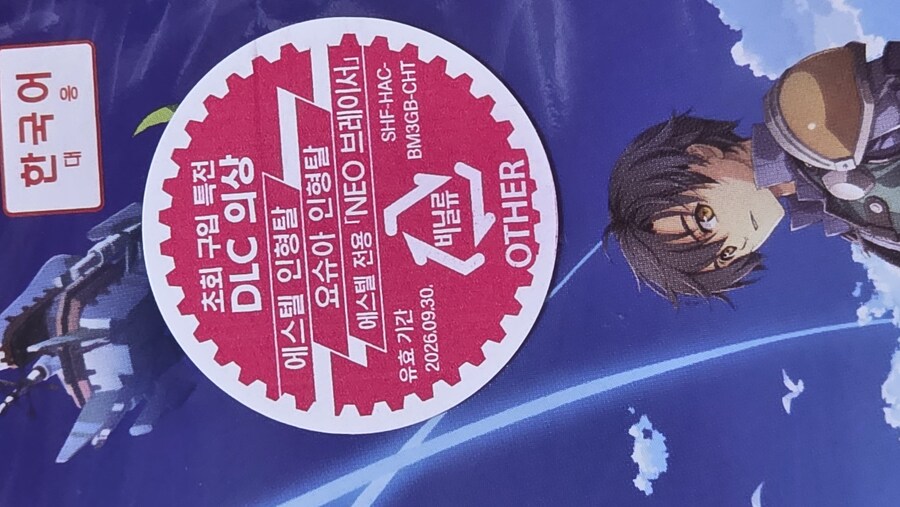 한국어
대응
초회 구입 특전
DLC 의상
에스텔 인형탈
요슈아 인형탈
에스텔 전용 「NEO 브레이서」
유효 기간
2026.09.30.
비닐류
OTHER
SHF-HAC-
BM3GB-CHT